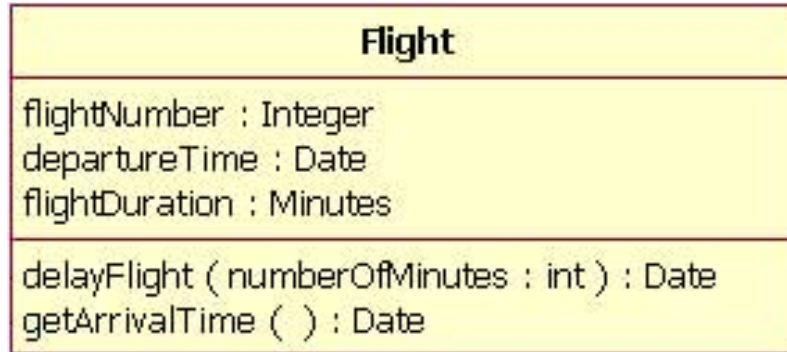 Flight
flightNumber : Integer
departureTime : Date
flightDuration : Minutes
delayFlight ( numberOfMinutes : int ) : Date
getArrivalTime ( ) : Date